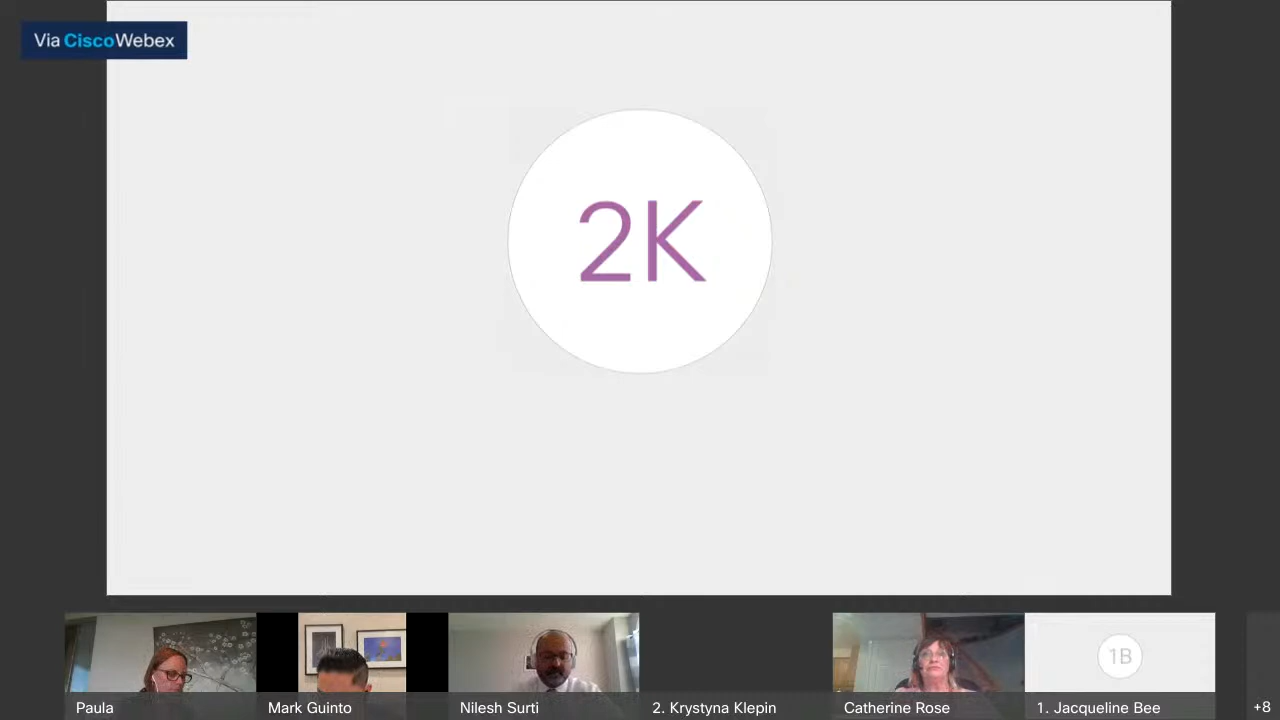 Via CiscoWebex
2K
1B
Paula
Mark Guinto
Nilesh Surti
2. Krystyna Klepin
Catherine Rose
1. Jacqueline Bee
+8